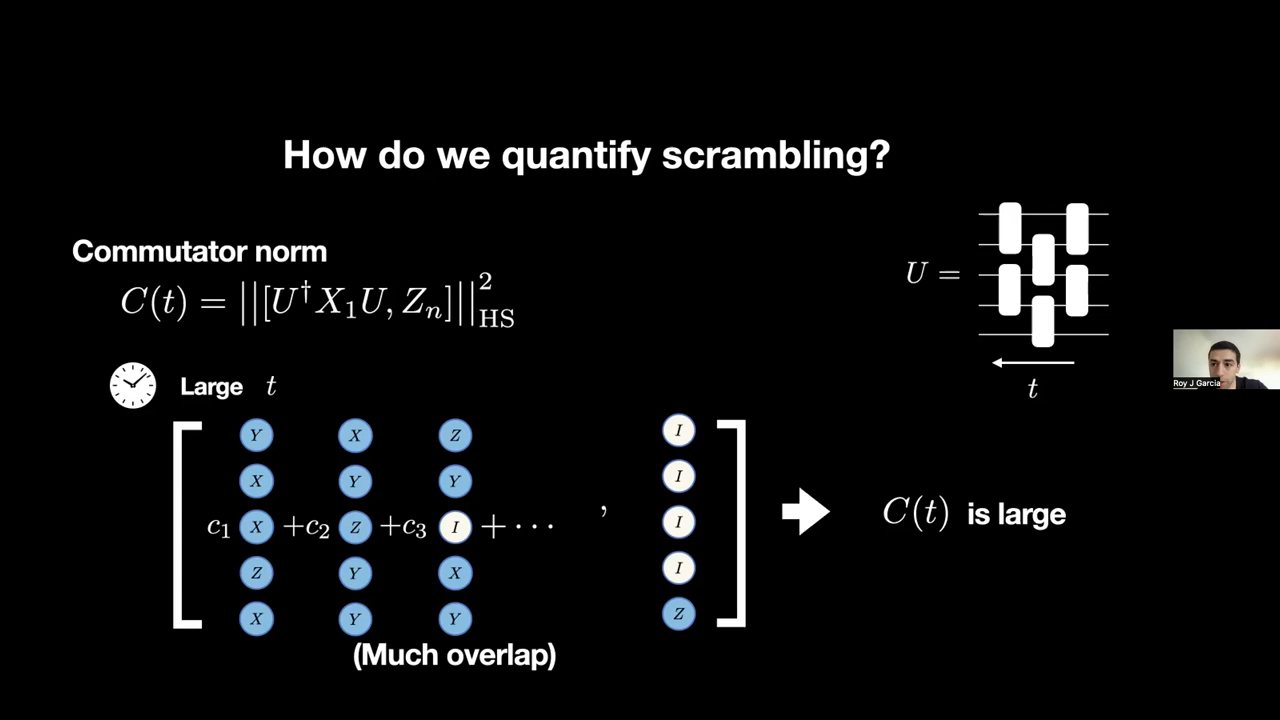 How do we quantify scrambling?
Commutator norm
C(t) = ||[U†X₁U, Zₙ]||²_HS
U =
t
Roy J Garcia
Large t
Y X Z I
X Y Y I
c₁ X +c₂ Z +c₃ I + ⋯ , I
Z Y X I
X Y Y Z
(Much overlap)
C(t) is large